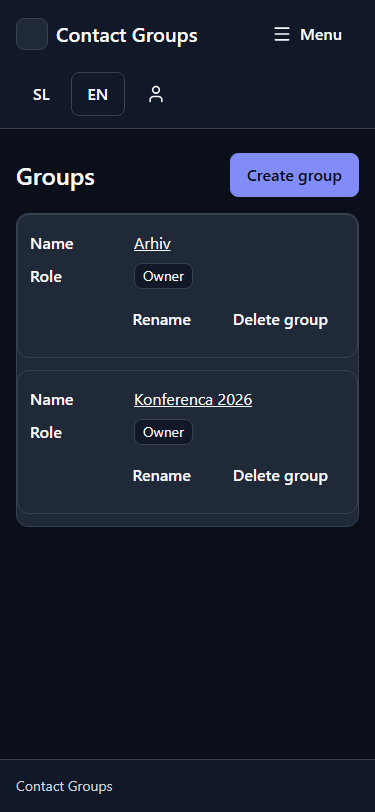 Contact Groups
Menu
SL
EN
Groups
Create group
Name
Arhiv
Role
Owner
Rename
Delete group
Name
Konferenca 2026
Role
Owner
Rename
Delete group
Contact Groups